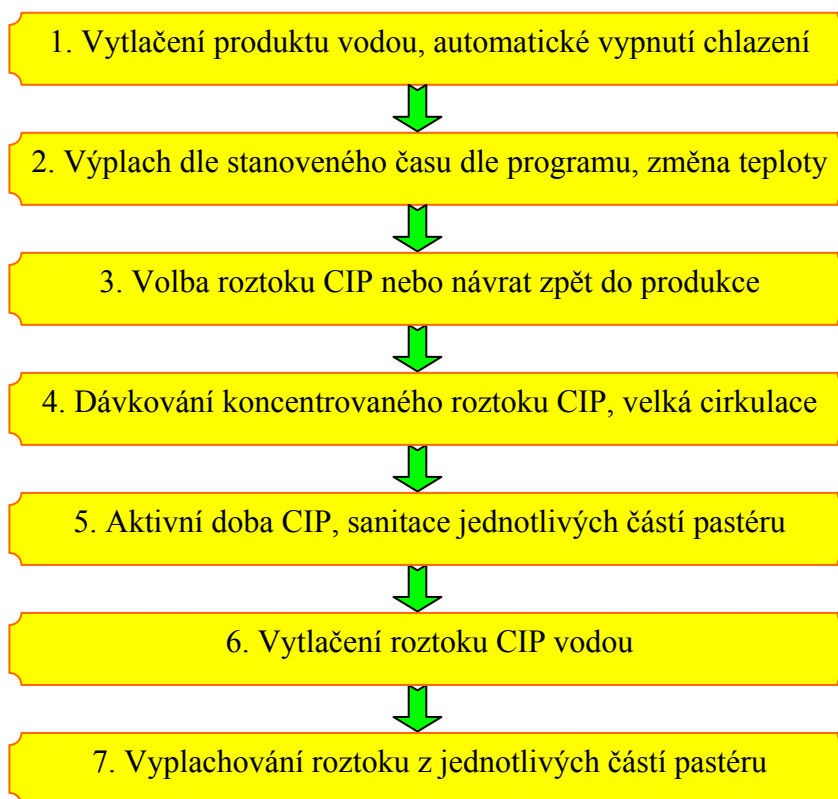 1. Vytlačení produktu vodou, automatické vypnutí chlazení
2. Výplach dle stanoveného času dle programu, změna teploty
3. Volba roztoku CIP nebo návrat zpět do produkce
4. Dávkování koncentrovaného roztoku CIP, velká cirkulace
5. Aktivní doba CIP, sanitace jednotlivých částí pastéru
6. Vytlačení roztoku CIP vodou
7. Vyplachování roztoku z jednotlivých částí pastéru